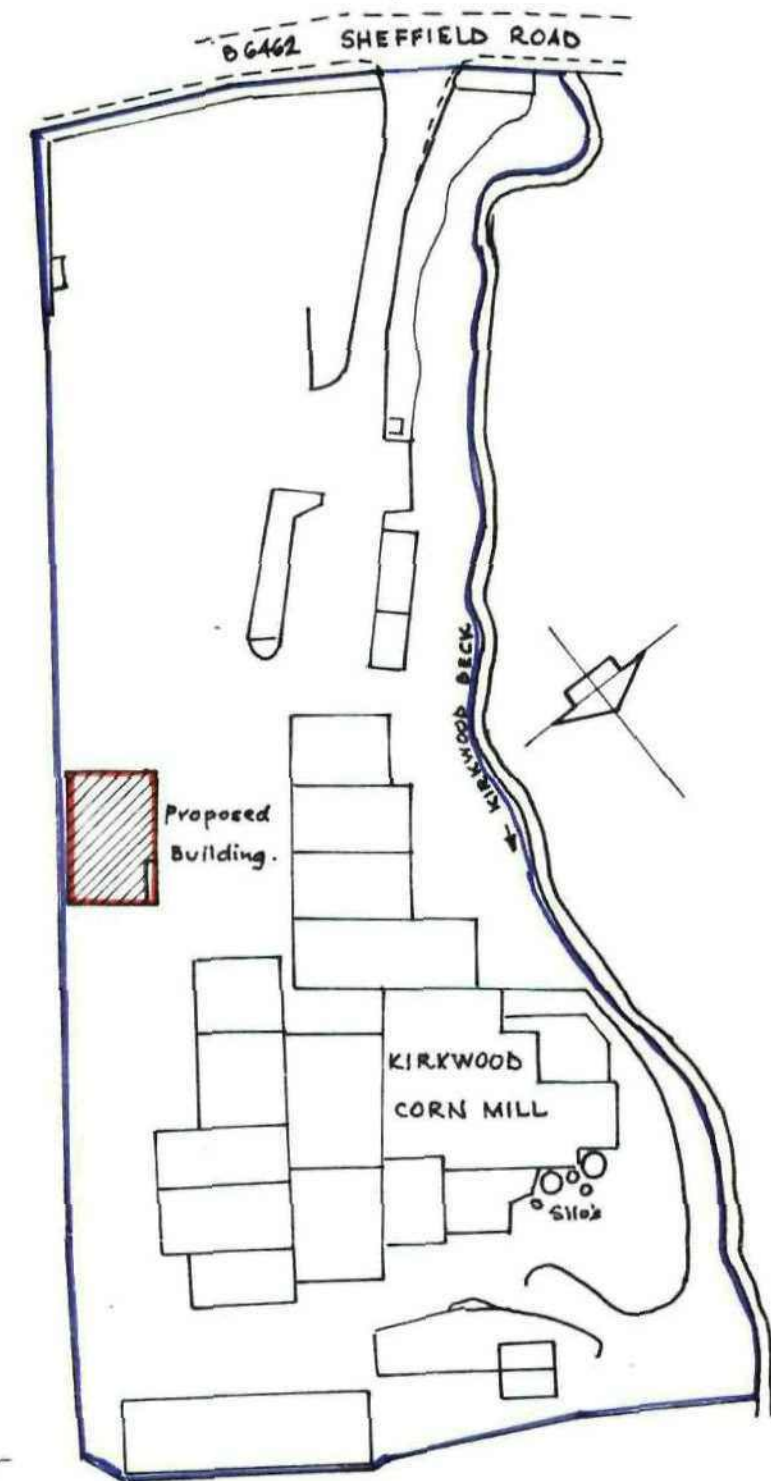 B6462 SHEFFIELD ROAD
← KIRKWOOD BECK
Proposed
Building.
KIRKWOOD
CORN MILL
Silo's